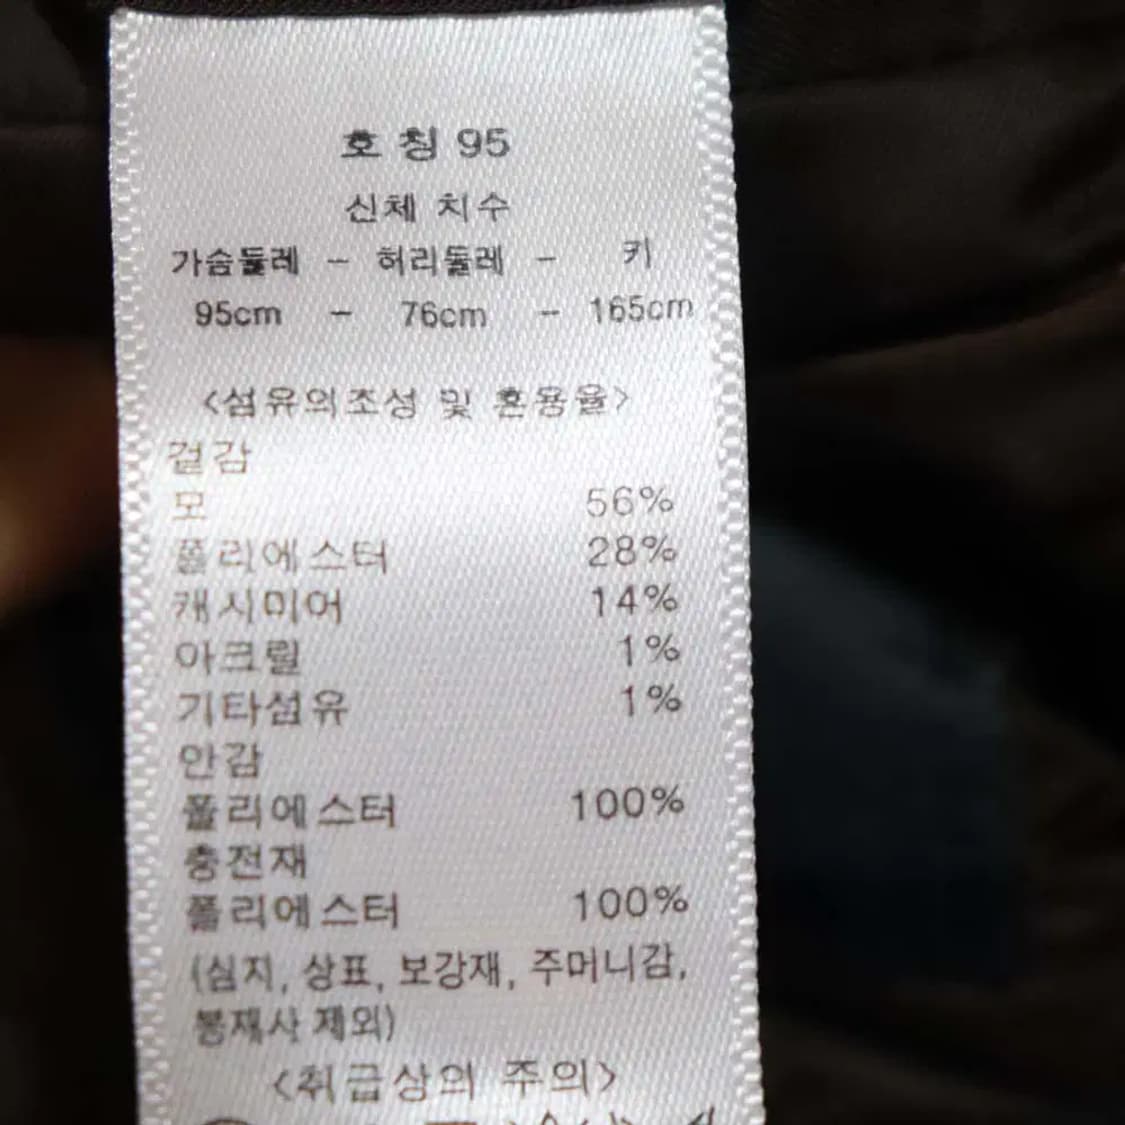 호 칭 95
신체 치수
가슴둘레 - 허리둘레 - 키
95cm - 76cm - 165cm
<섬유의조성 및 혼용율>
겉감
모 56%
폴리에스터 28%
캐시미어 14%
아크릴 1%
기타섬유 1%
안감
폴리에스터 100%
충전재
폴리에스터 100%
(심지, 상표, 보강재, 주머니감,
봉재사 제외)
<취급상의 주의>